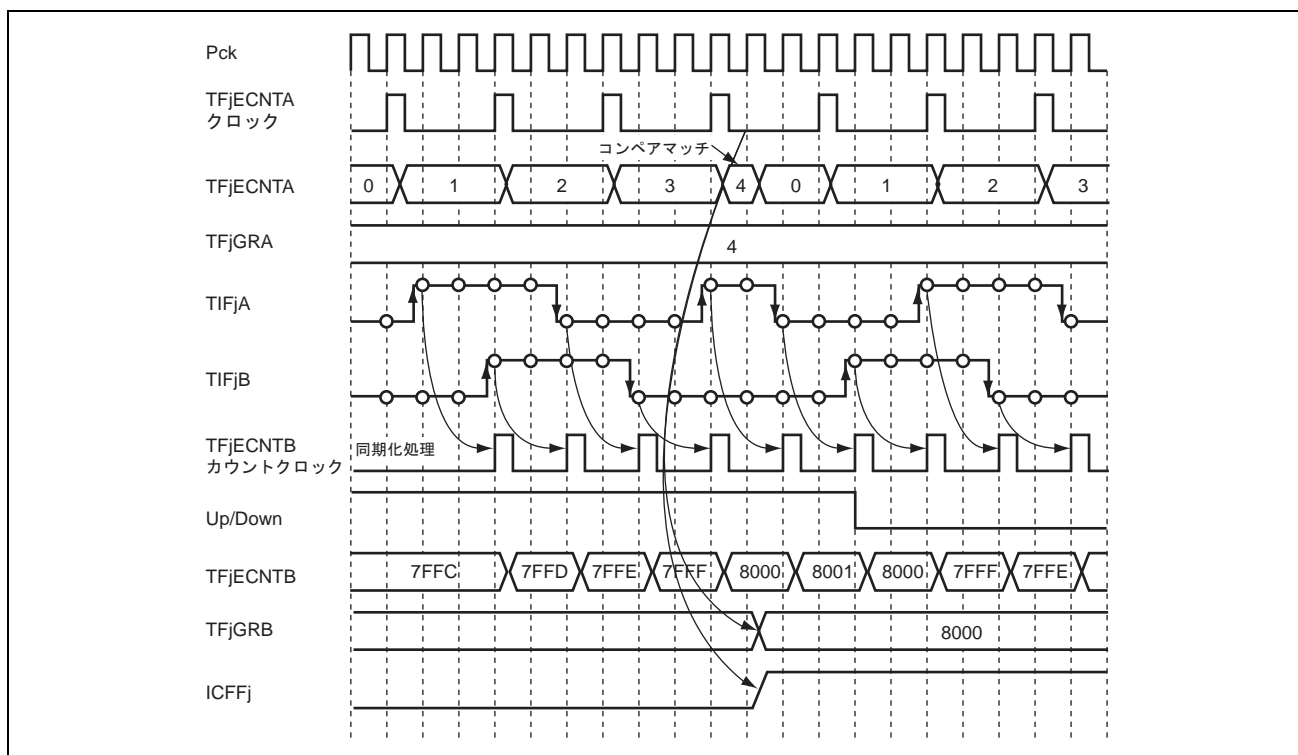 Pck
TFjECNTA
クロック
コンペアマッチ
TFjECNTA
0 1 2 3 4 0 1 2 3
TFjGRA
4
TIFjA
TIFjB
TFjECNTB
カウントクロック
同期化処理
Up/Down
TFjECNTB
7FFC 7FFD 7FFE 7FFF 8000 8001 8000 7FFF 7FFE
TFjGRB
8000
ICFFj